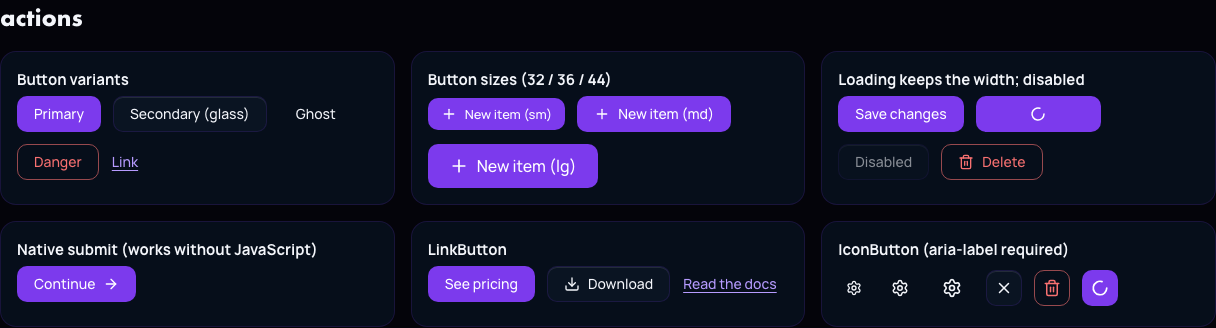 actions
Button variants
Primary
Secondary (glass)
Ghost
Danger
Link
Button sizes (32 / 36 / 44)
New item (sm)
New item (md)
New item (lg)
Loading keeps the width; disabled
Save changes
Disabled
Delete
Native submit (works without JavaScript)
Continue
LinkButton
See pricing
Download
Read the docs
IconButton (aria-label required)